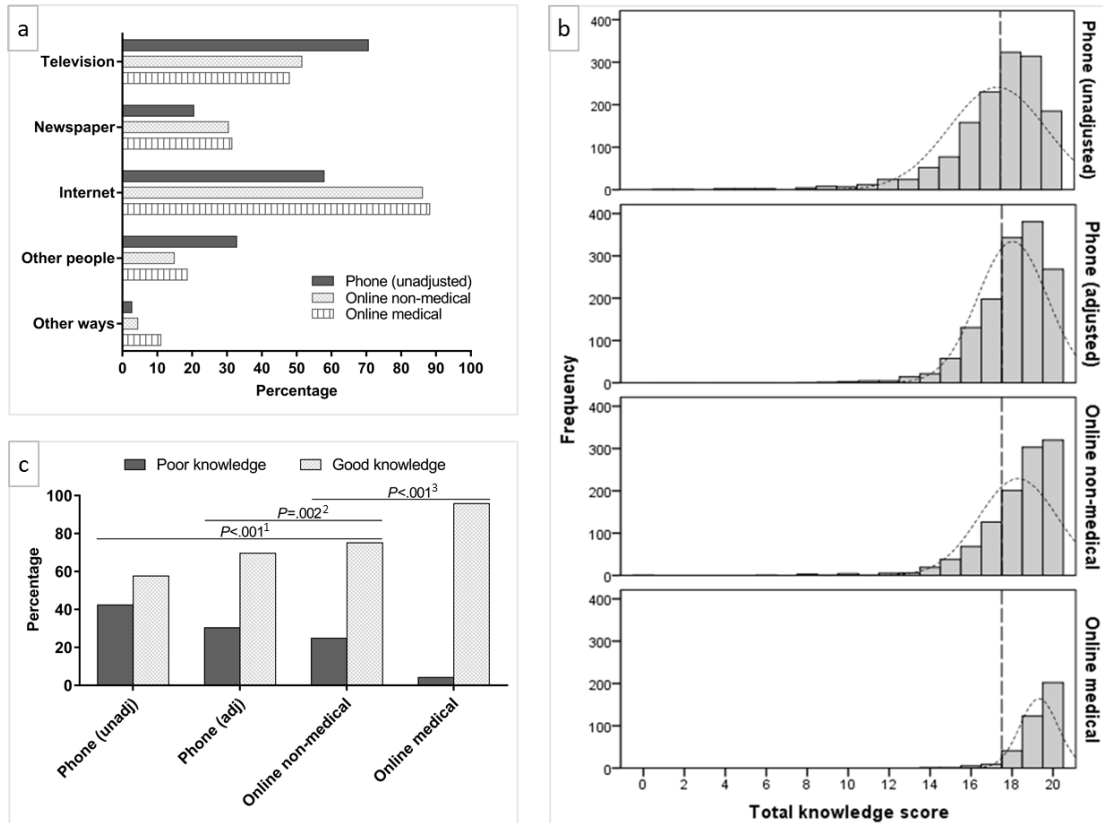 a
Television
Newspaper
Internet
Other people
Other ways
Phone (unadjusted)
Online non-medical
Online medical
0 10 20 30 40 50 60 70 80 90 100
Percentage
b
Frequency
400
300
200
100
0
Phone (unadjusted)
400
300
200
100
0
Phone (adjusted)
400
300
200
100
0
Online non-medical
400
300
200
100
0
Online medical
0 2 4 6 8 10 12 14 16 18 20
Total knowledge score
c
Poor knowledge Good knowledge
Percentage
100
80
60
40
20
0
P<.001³
P=.002²
P<.001¹
Phone (unadj)
Phone (adj)
Online non-medical
Online medical